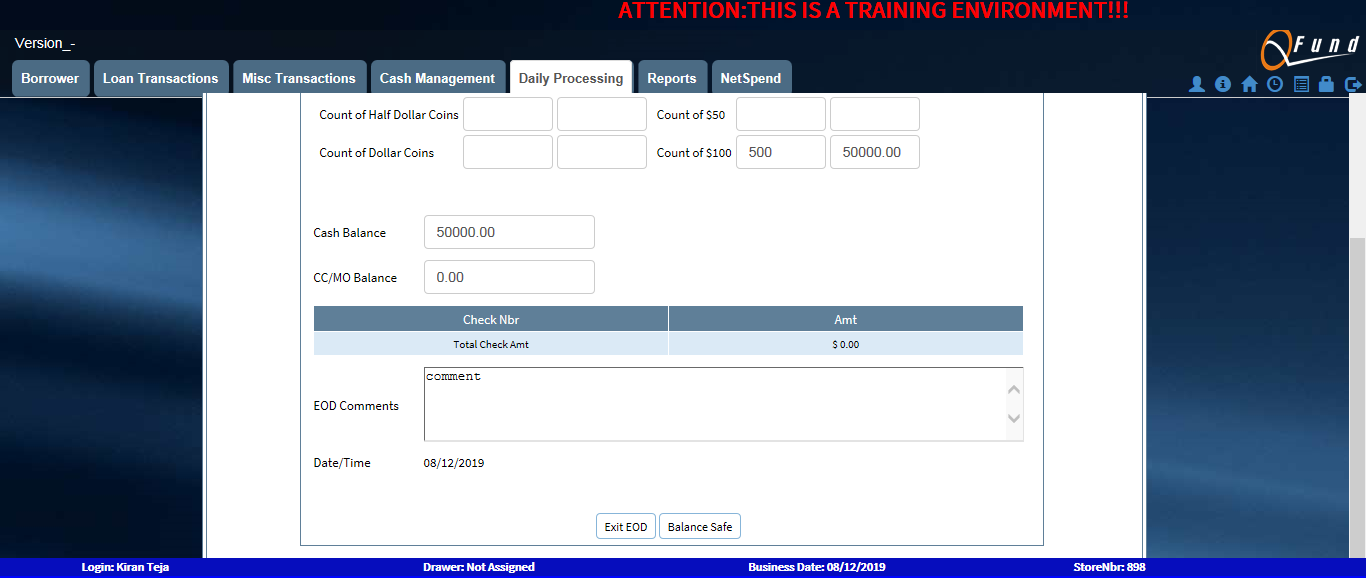 ATTENTION:THIS IS A TRAINING ENVIRONMENT!!!
Version_-
QFund
Borrower Loan Transactions Misc Transactions Cash Management Daily Processing Reports NetSpend
Count of Half Dollar Coins Count of $50
Count of Dollar Coins Count of $100 500 50000.00
Cash Balance 50000.00
CC/MO Balance 0.00
Check Nbr Amt
Total Check Amt $ 0.00
EOD Comments comment
Date/Time 08/12/2019
Exit EOD Balance Safe
Login: Kiran Teja Drawer: Not Assigned Business Date: 08/12/2019 StoreNbr: 898